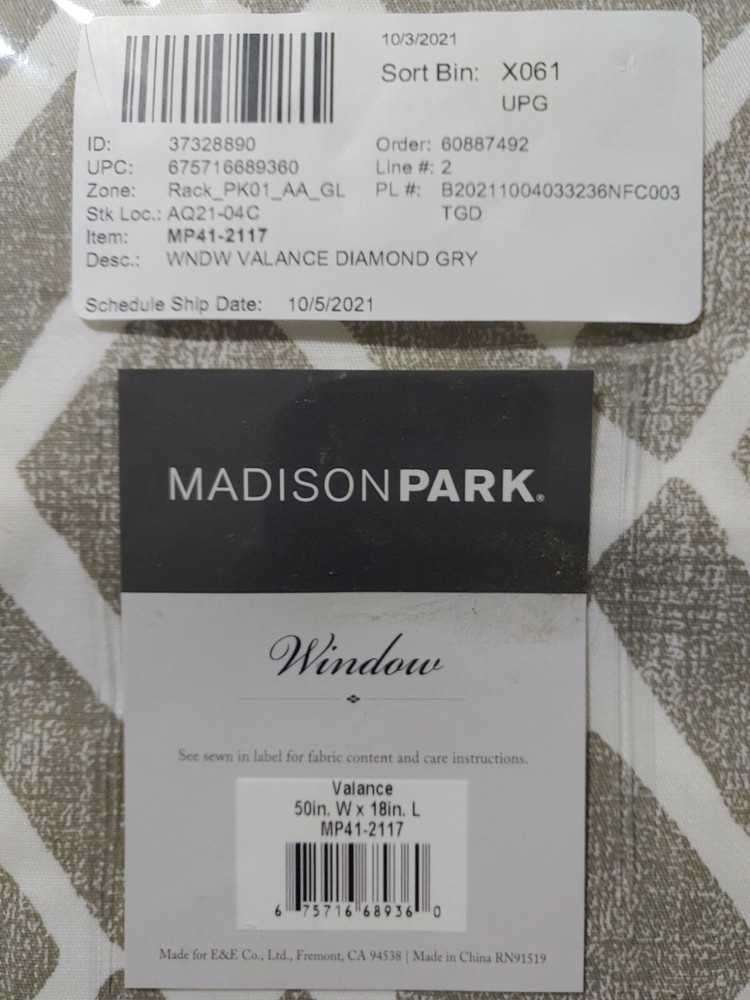 10/3/2021
Sort Bin: X061
UPG
ID: 37328890 Order: 60887492
UPC: 675716689360 Line #: 2
Zone: Rack_PK01_AA_GL PL #: B20211004033236NFC003
Stk Loc.: AQ21-04C TGD
Item: MP41-2117
Desc.: WNDW VALANCE DIAMOND GRY
Schedule Ship Date: 10/5/2021
MADISONPARK®
Window
See sewn in label for fabric content and care instructions.
Valance
50in. W x 18in. L
MP41-2117
6 75716 68936 0
Made for E&E Co., Ltd., Fremont, CA 94538 | Made in China RN91519